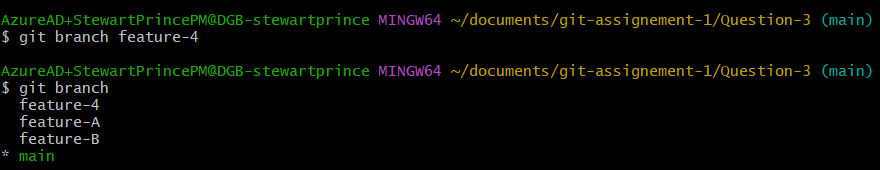 AzureAD+StewartPrincePM@DGB-stewartprince MINGW64 ~/documents/git-assignement-1/Question-3 (main)
$ git branch feature-4
AzureAD+StewartPrincePM@DGB-stewartprince MINGW64 ~/documents/git-assignement-1/Question-3 (main)
$ git branch
  feature-4
  feature-A
  feature-B
* main